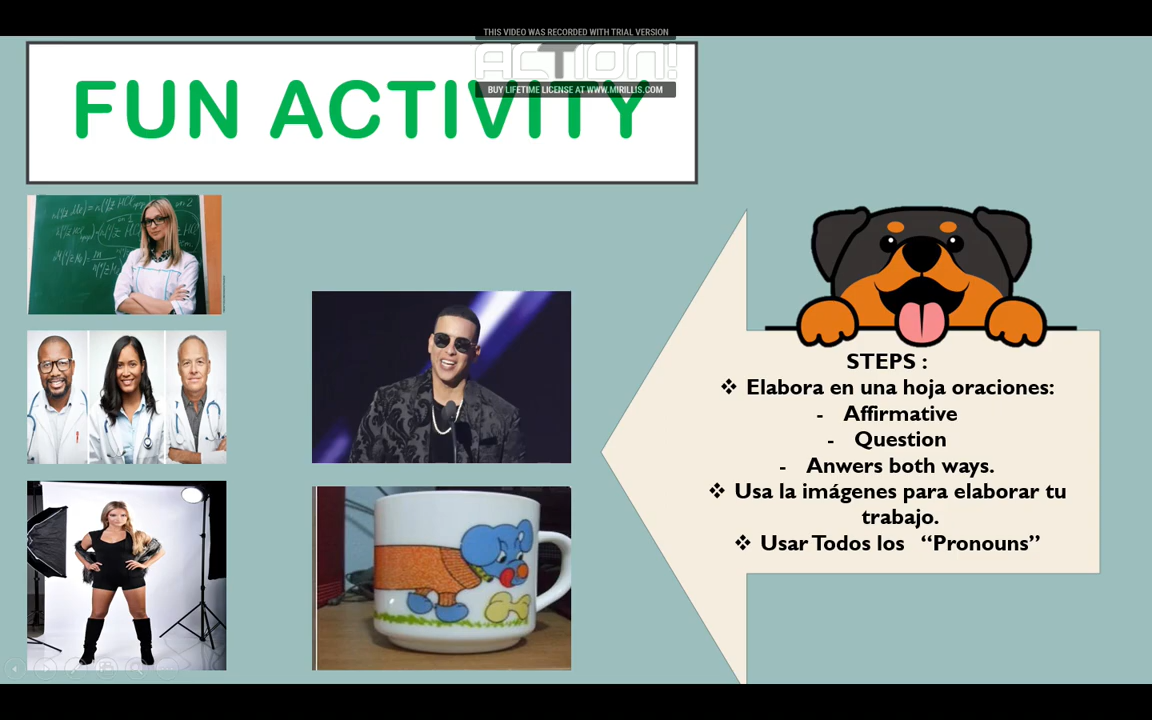 THIS VIDEO WAS RECORDED WITH TRIAL VERSION
ACTION!
BUY LIFETIME LICENSE AT WWW.MIRILLIS.COM
FUN ACTIVITY
STEPS :
❖ Elabora en una hoja oraciones:
- Affirmative
- Question
- Anwers both ways.
❖ Usa la imágenes para elaborar tu
trabajo.
❖ Usar Todos los “Pronouns”